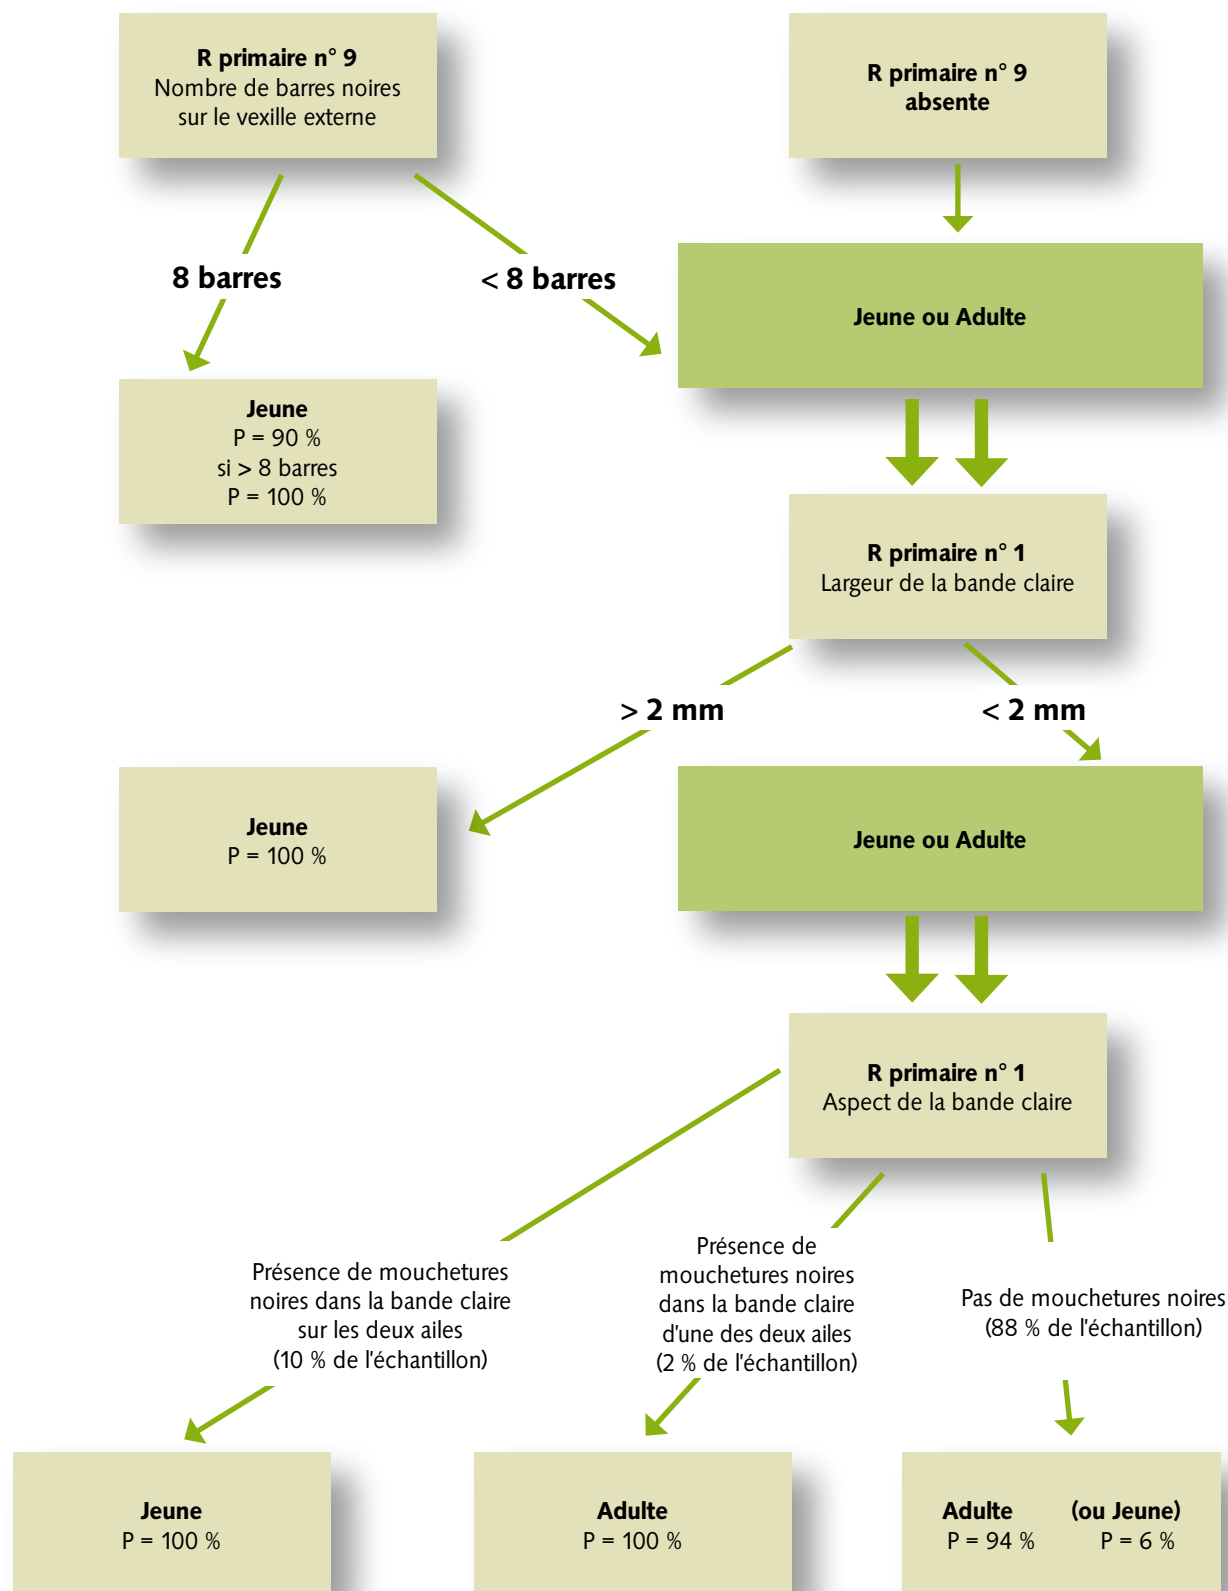 R primaire n° 9
Nombre de barres noires
sur le vexille externe
R primaire n° 9
absente
8 barres
< 8 barres
Jeune ou Adulte
Jeune
P = 90 %
si > 8 barres
P = 100 %
R primaire n° 1
Largeur de la bande claire
> 2 mm
< 2 mm
Jeune
P = 100 %
Jeune ou Adulte
R primaire n° 1
Aspect de la bande claire
Présence de mouchetures
noires dans la bande claire
sur les deux ailes
(10 % de l'échantillon)
Présence de
mouchetures noires
dans la bande claire
d'une des deux ailes
(2 % de l'échantillon)
Pas de mouchetures noires
(88 % de l'échantillon)
Jeune
P = 100 %
Adulte
P = 100 %
Adulte (ou Jeune)
P = 94 % P = 6 %